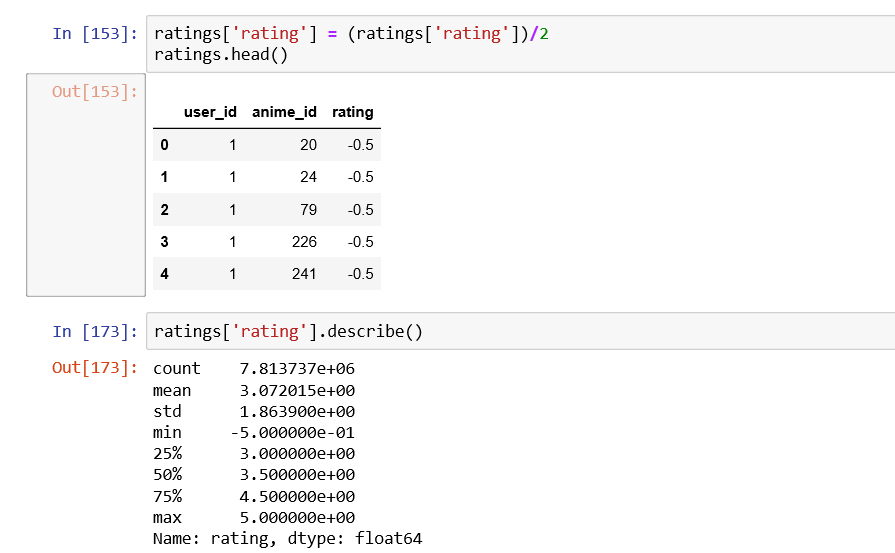 In [153]: ratings['rating'] = (ratings['rating'])/2
ratings.head()
Out[153]:
user_id anime_id rating
0 1 20 -0.5
1 1 24 -0.5
2 1 79 -0.5
3 1 226 -0.5
4 1 241 -0.5
In [173]: ratings['rating'].describe()
Out[173]: count 7.813737e+06
mean 3.072015e+00
std 1.863900e+00
min -5.000000e-01
25% 3.000000e+00
50% 3.500000e+00
75% 4.500000e+00
max 5.000000e+00
Name: rating, dtype: float64